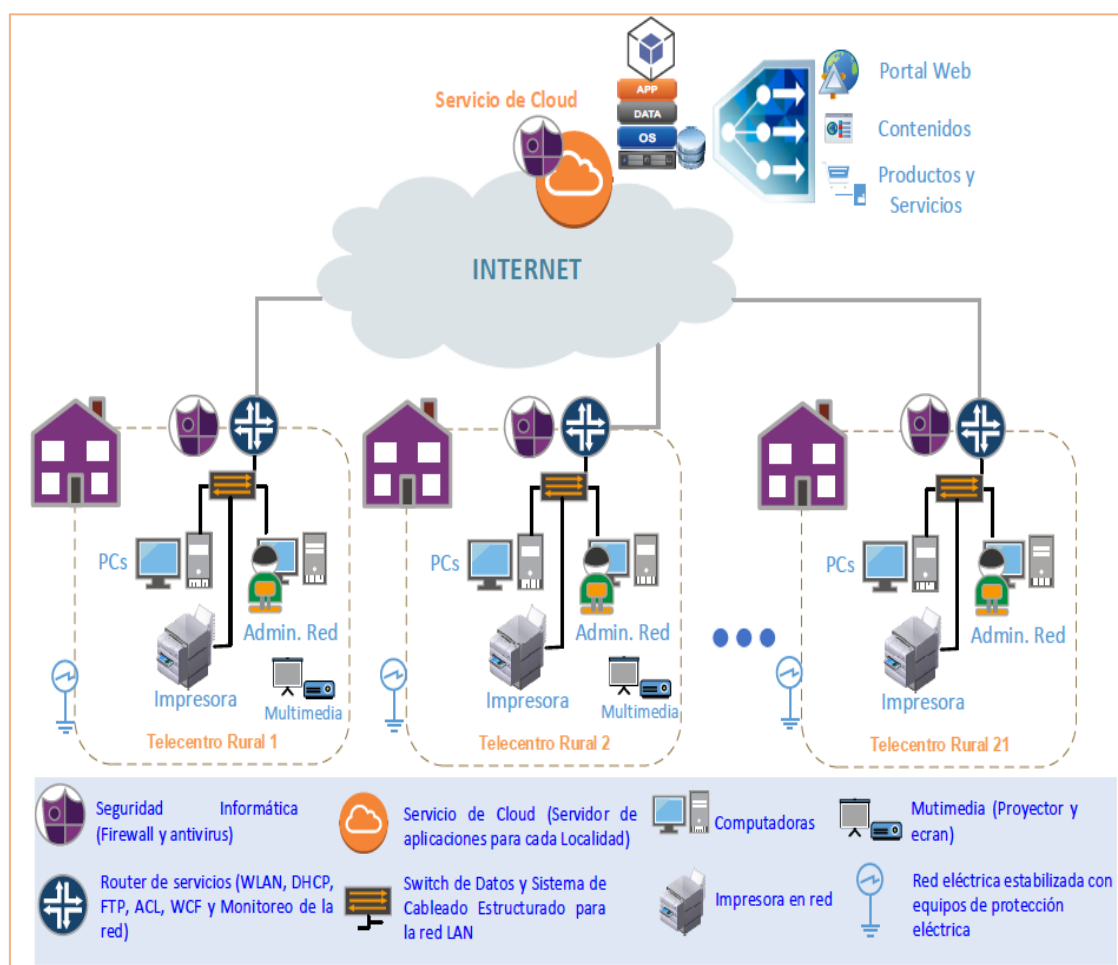 Servicio de Cloud
APP
DATA
OS
Portal Web
Contenidos
Productos y
Servicios
INTERNET
PCs
Admin. Red
Impresora
Multimedia
Telecentro Rural 1
PCs
Admin. Red
Impresora
Multimedia
Telecentro Rural 2
PCs
Admin. Red
Impresora
Telecentro Rural 21
Seguridad Informática
(Firewall y antivirus)
Servicio de Cloud (Servidor de
aplicaciones para cada Localidad)
Computadoras
Mutimedia (Proyector y
ecran)
Router de servicios (WLAN, DHCP,
FTP, ACL, WCF y Monitoreo de la
red)
Switch de Datos y Sistema de
Cableado Estructurado para
la red LAN
Impresora en red
Red eléctrica estabilizada con
equipos de protección
eléctrica